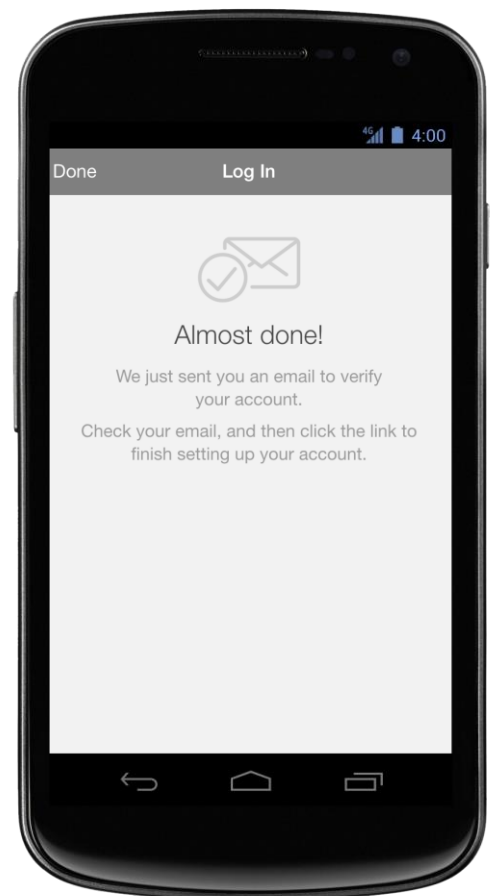 4G 4:00
Done Log In
Almost done!
We just sent you an email to verify
your account.
Check your email, and then click the link to
finish setting up your account.